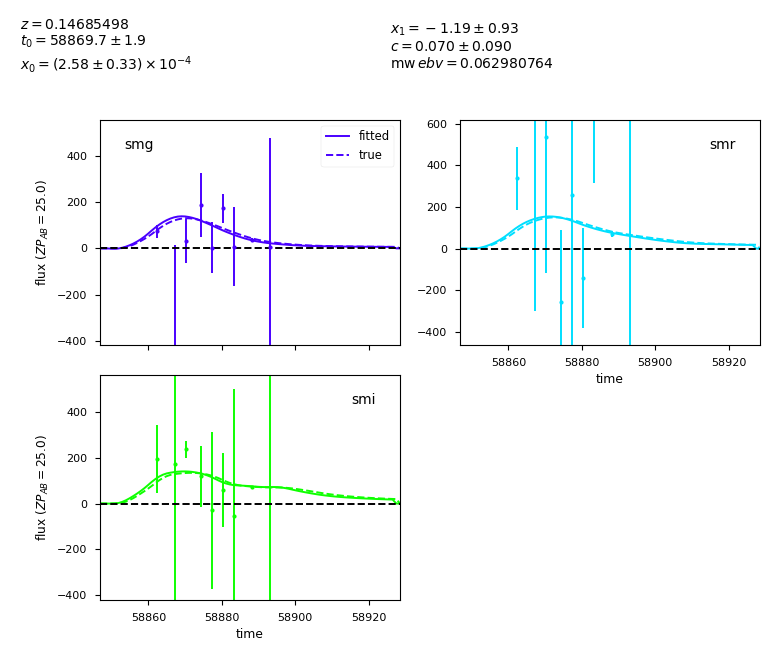 z = 0.14685498
t₀ = 58869.7 ± 1.9
x₀ = (2.58 ± 0.33) × 10⁻⁴
x₁ = −1.19 ± 0.93
c = 0.070 ± 0.090
mw ebv = 0.062980764
smg
fitted
true
400
200
0
−200
−400
flux (ZP_AB = 25.0)
smr
600
400
200
0
−200
−400
58860 58880 58900 58920
time
smi
400
200
0
−200
−400
flux (ZP_AB = 25.0)
58860 58880 58900 58920
time